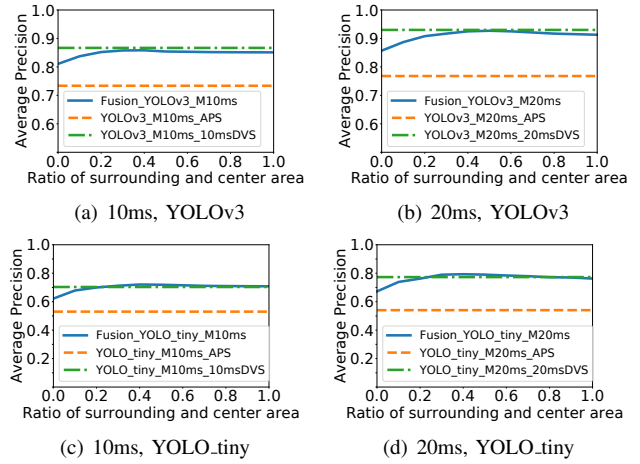 1.0
0.9
0.8
0.7
0.6
Average Precision
Fusion_YOLOv3_M10ms
YOLOv3_M10ms_APS
YOLOv3_M10ms_10msDVS
0.0 0.2 0.4 0.6 0.8 1.0
Ratio of surrounding and center area
(a) 10ms, YOLOv3
1.0
0.9
0.8
0.7
0.6
Average Precision
Fusion_YOLOv3_M20ms
YOLOv3_M20ms_APS
YOLOv3_M20ms_20msDVS
0.0 0.2 0.4 0.6 0.8 1.0
Ratio of surrounding and center area
(b) 20ms, YOLOv3
1.0
0.8
0.6
0.4
0.2
Average Precision
Fusion_YOLO_tiny_M10ms
YOLO_tiny_M10ms_APS
YOLO_tiny_M10ms_10msDVS
0.0 0.2 0.4 0.6 0.8 1.0
Ratio of surrounding and center area
(c) 10ms, YOLO_tiny
1.0
0.8
0.6
0.4
0.2
Average Precision
Fusion_YOLO_tiny_M20ms
YOLO_tiny_M20ms_APS
YOLO_tiny_M20ms_20msDVS
0.0 0.2 0.4 0.6 0.8 1.0
Ratio of surrounding and center area
(d) 20ms, YOLO_tiny